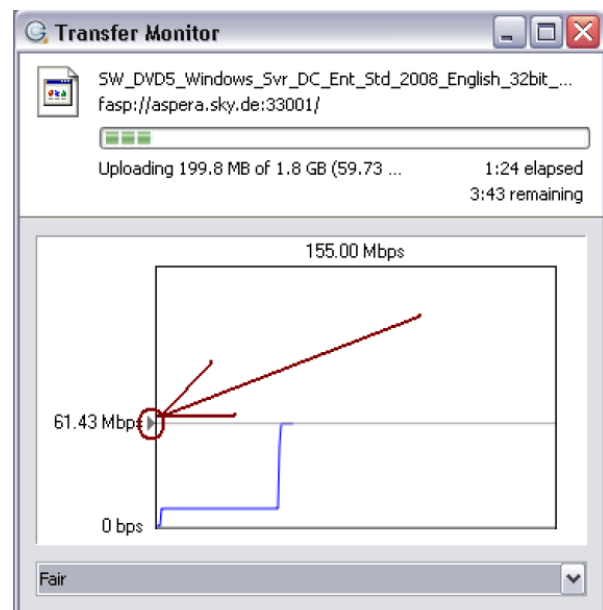 Transfer Monitor
SW_DVD5_Windows_Svr_DC_Ent_Std_2008_English_32bit_...
fasp://aspera.sky.de:33001/
Uploading 199.8 MB of 1.8 GB (59.73 ...
1:24 elapsed
3:43 remaining
155.00 Mbps
61.43 Mbps
0 bps
Fair